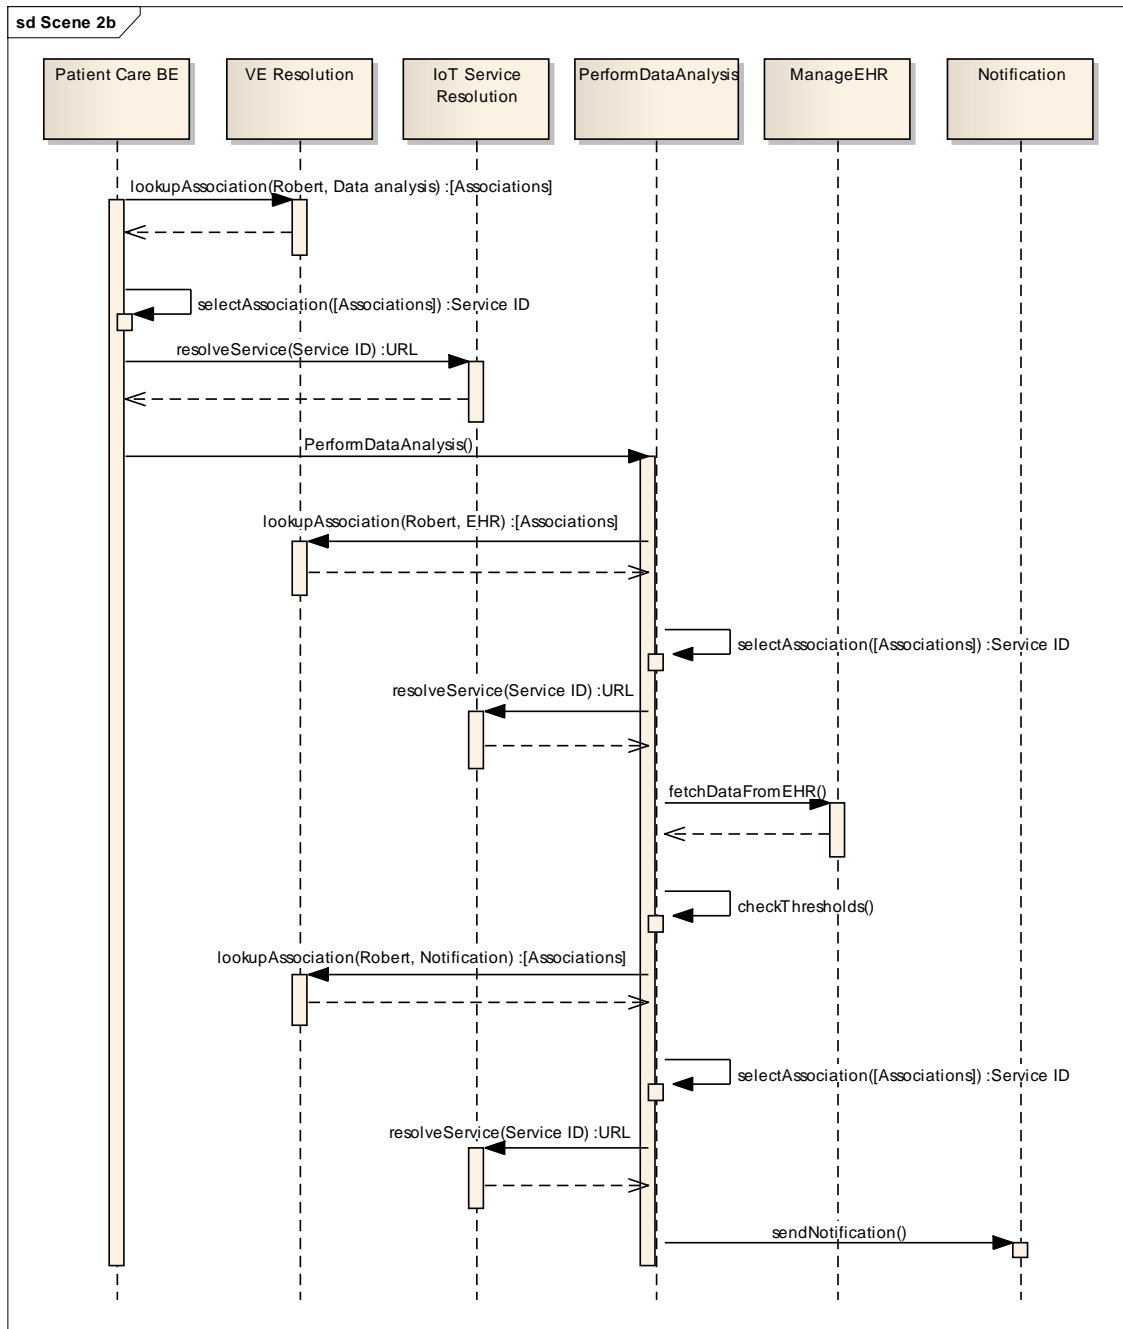 sd Scene 2b
Patient Care BE
VE Resolution
IoT Service
Resolution
PerformDataAnalysis
ManageEHR
Notification
lookupAssociation(Robert, Data analysis) :[Associations]
selectAssociation([Associations]) :Service ID
resolveService(Service ID) :URL
PerformDataAnalysis()
lookupAssociation(Robert, EHR) :[Associations]
selectAssociation([Associations]) :Service ID
resolveService(Service ID) :URL
fetchDataFromEHR()
checkThresholds()
lookupAssociation(Robert, Notification) :[Associations]
selectAssociation([Associations]) :Service ID
resolveService(Service ID) :URL
sendNotification()